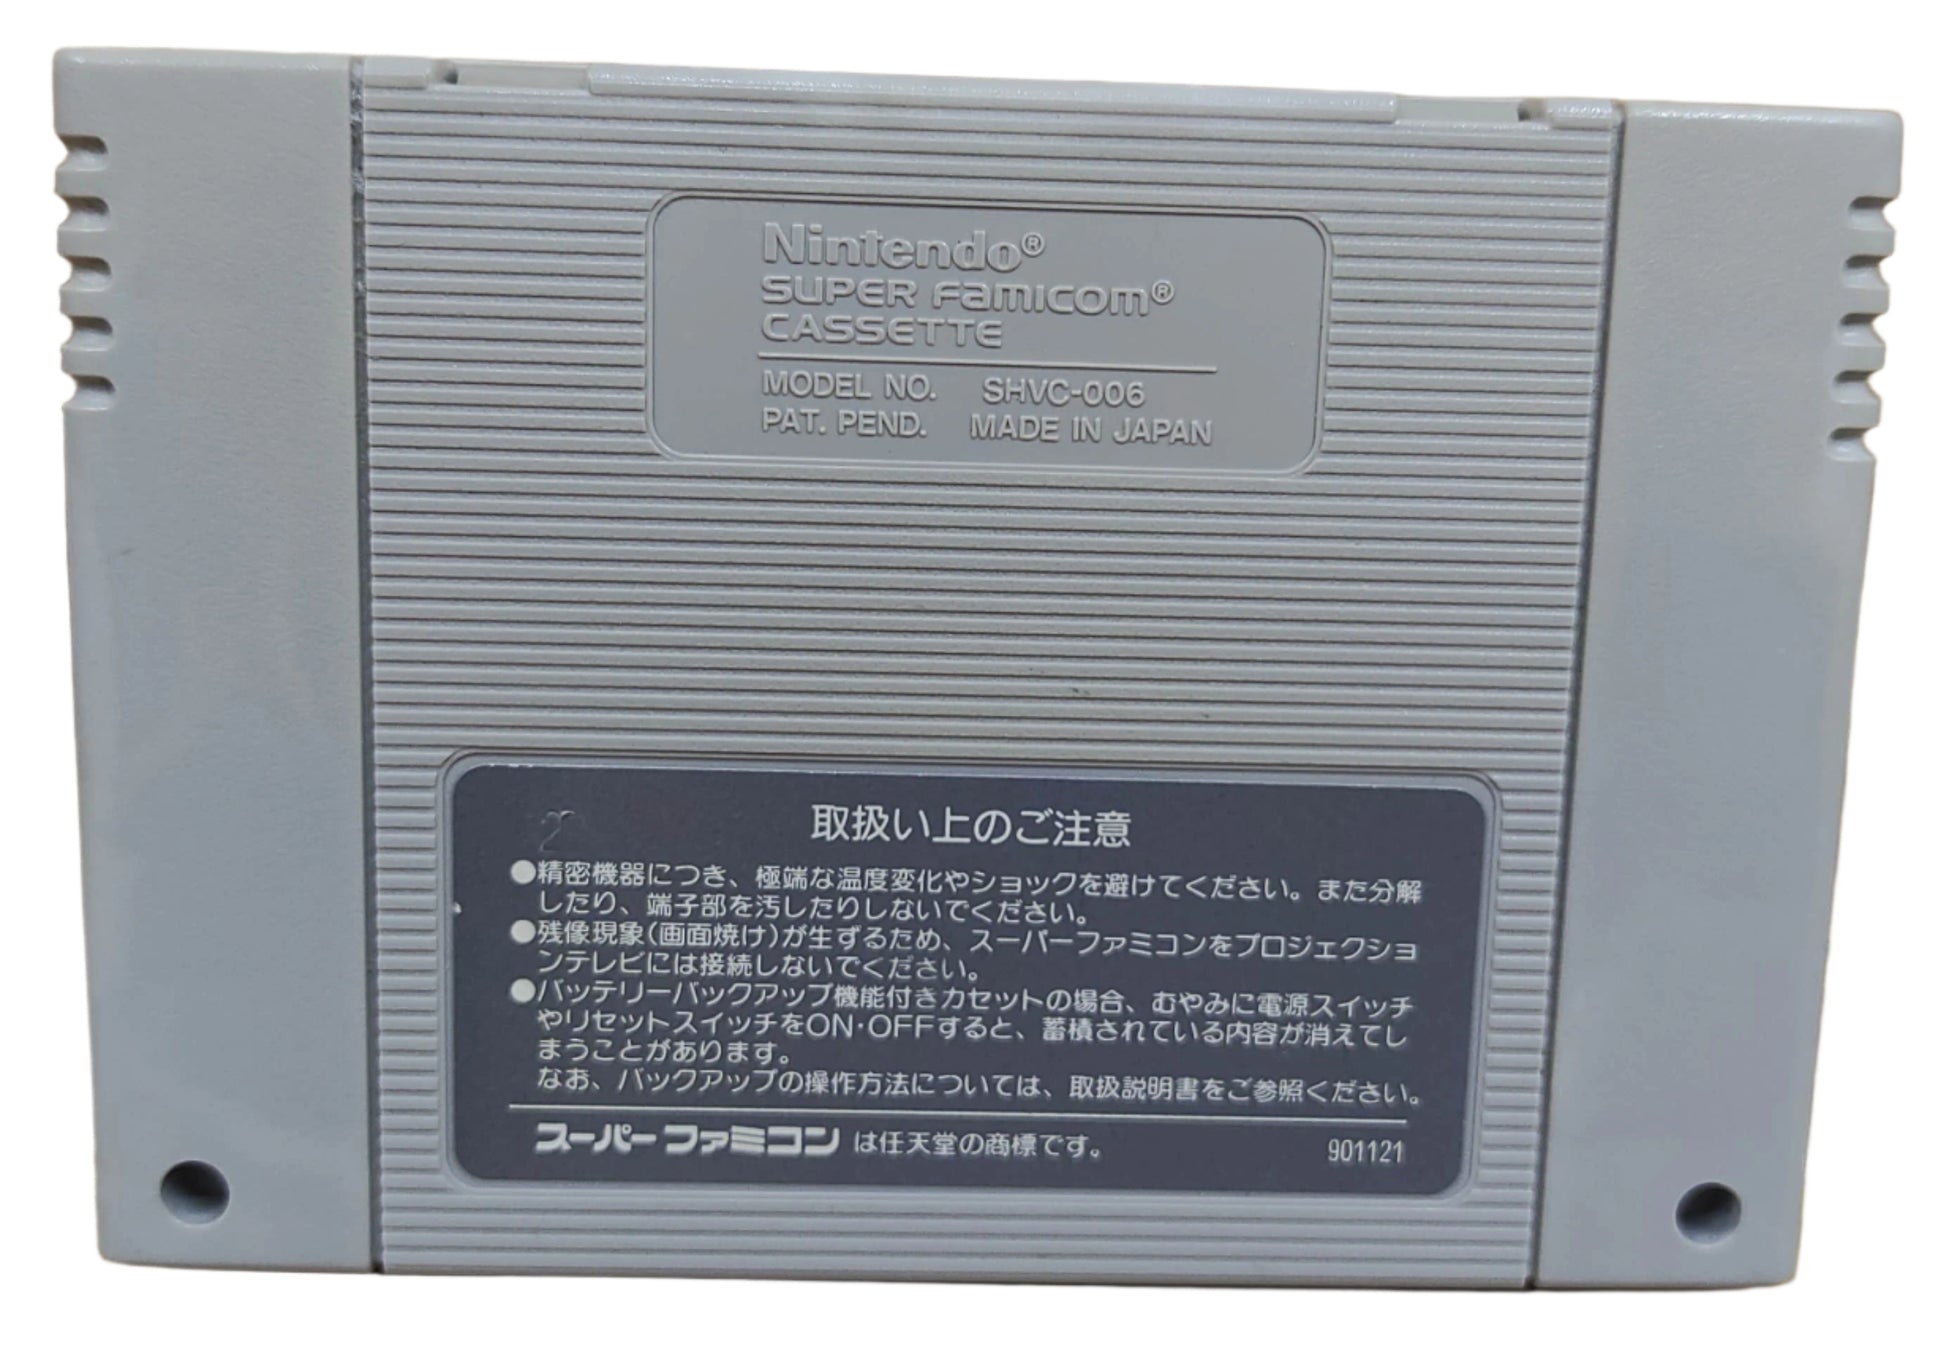 Nintendo®
SUPER FAMICOM®
CASSETTE
MODEL NO. SHVC-006
PAT. PEND. MADE IN JAPAN
取扱い上のご注意
●精密機器につき、極端な温度変化やショックを避けてください。また分解
したり、端子部を汚したりしないでください。
●残像現象(画面焼け)が生ずるため、スーパーファミコンをプロジェクショ
ンテレビには接続しないでください。
●バッテリーバックアップ機能付きカセットの場合、むやみに電源スイッチ
やリセットスイッチをON・OFFすると、蓄積されている内容が消えてし
まうことがあります。
なお、バックアップの操作方法については、取扱説明書をご参照ください。
スーパーファミコン は任天堂の商標です。 901121